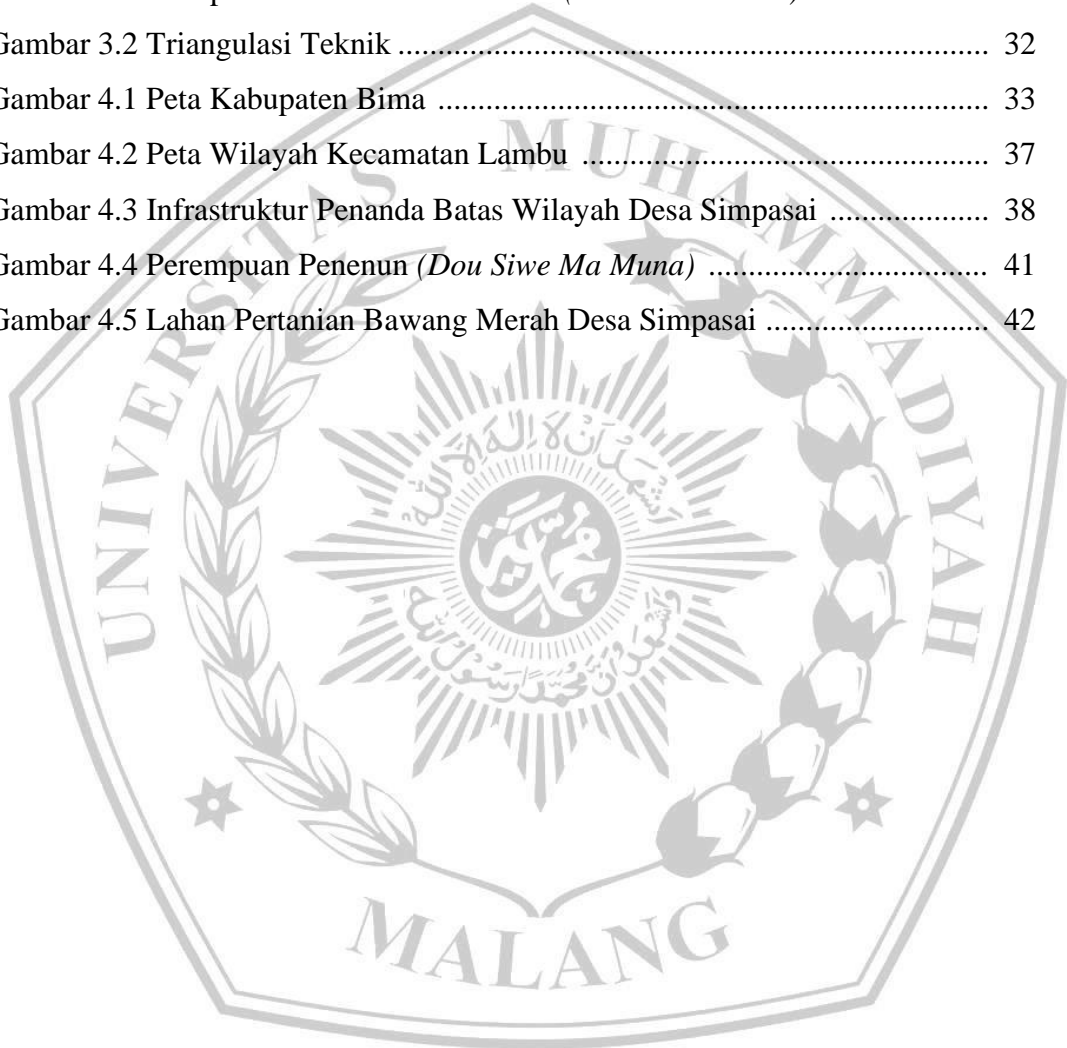 Gambar 3.2 Triangulasi Teknik ........................................................................ 32
Gambar 4.1 Peta Kabupaten Bima .................................................................... 33
Gambar 4.2 Peta Wilayah Kecamatan Lambu .................................................. 37
Gambar 4.3 Infrastruktur Penanda Batas Wilayah Desa Simpasai ................... 38
Gambar 4.4 Perempuan Penenun (Dou Siwe Ma Muna) .................................. 41
Gambar 4.5 Lahan Pertanian Bawang Merah Desa Simpasai ........................... 42
UNIVERSITAS MUHAMMADIYAH
MALANG